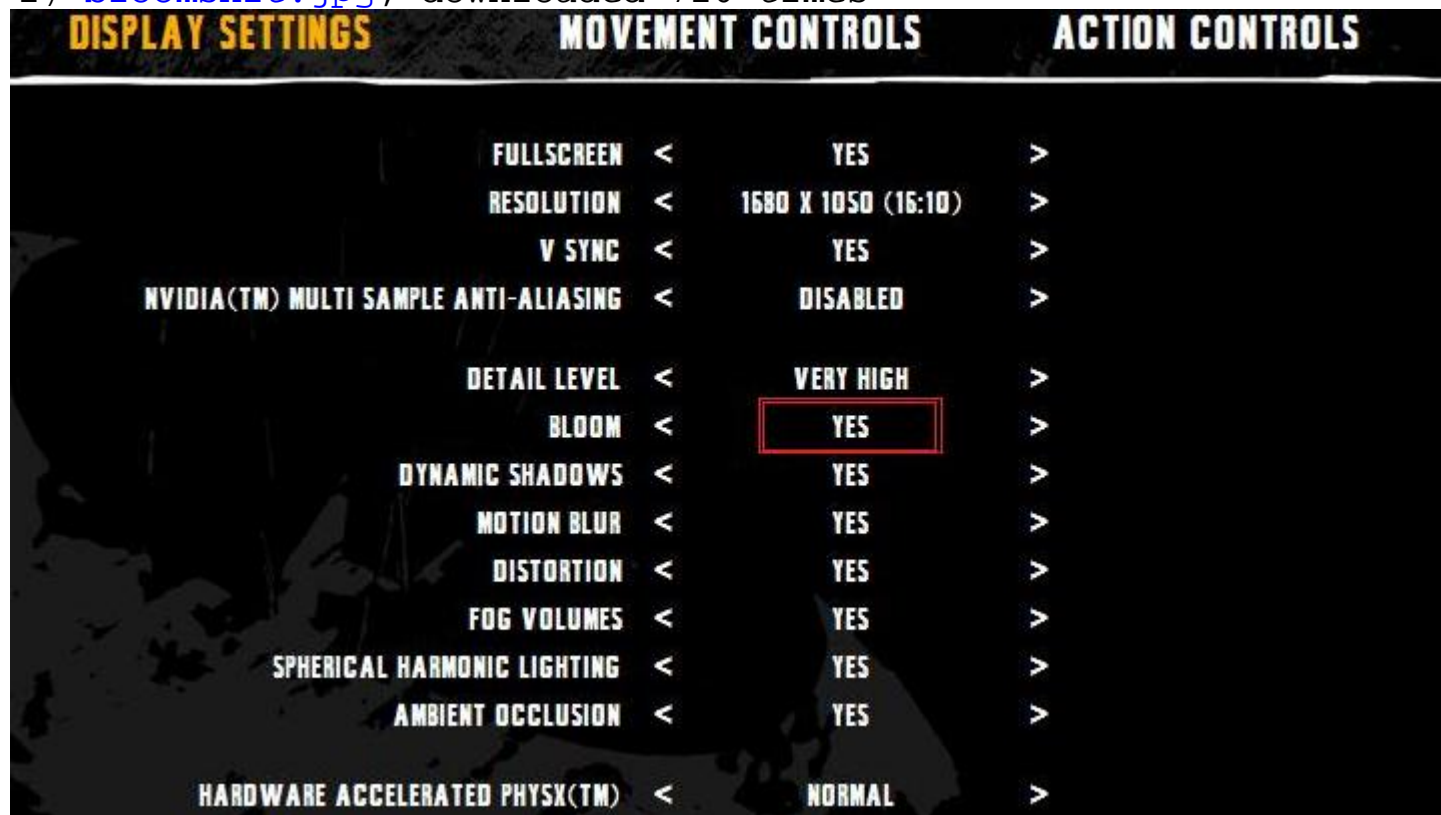 DISPLAY SETTINGS MOVEMENT CONTROLS ACTION CONTROLS
FULLSCREEN < YES >
RESOLUTION < 1680 X 1050 (16:10) >
V SYNC < YES >
NVIDIA(TM) MULTI SAMPLE ANTI-ALIASING < DISABLED >
DETAIL LEVEL < VERY HIGH >
BLOOM < YES >
DYNAMIC SHADOWS < YES >
MOTION BLUR < YES >
DISTORTION < YES >
FOG VOLUMES < YES >
SPHERICAL HARMONIC LIGHTING < YES >
AMBIENT OCCLUSION < YES >
HARDWARE ACCELERATED PHYSX(TM) < NORMAL >